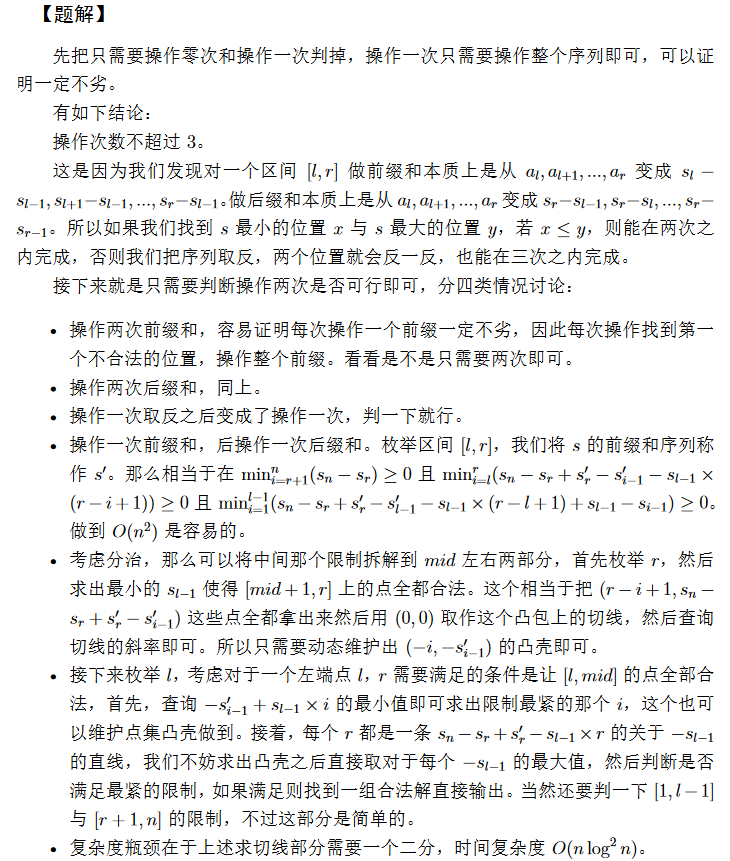 【题解】
先把只需要操作零次和操作一次判掉，操作一次只需要操作整个序列即可，可以证
明一定不劣。
有如下结论：
操作次数不超过 3。
这是因为我们发现对一个区间 [l, r] 做前缀和本质上是从 a_l, a_{l+1}, ..., a_r 变成 s_l −
s_{l−1}, s_{l+1}−s_{l−1}, ..., s_r−s_{l−1}。做后缀和本质上是从 a_l, a_{l+1}, ..., a_r 变成 s_r−s_{l−1}, s_r−s_l, ..., s_r−
s_{r−1}。所以如果我们找到 s 最小的位置 x 与 s 最大的位置 y，若 x ≤ y，则能在两次之
内完成，否则我们把序列取反，两个位置就会反一反，也能在三次之内完成。
接下来就是只需要判断操作两次是否可行即可，分四类情况讨论：
• 操作两次前缀和，容易证明每次操作一个前缀一定不劣，因此每次操作找到第一
个不合法的位置，操作整个前缀。看看是不是只需要两次即可。
• 操作两次后缀和，同上。
• 操作一次取反之后变成了操作一次，判一下就行。
• 操作一次前缀和，后操作一次后缀和。枚举区间 [l, r]，我们将 s 的前缀和序列称
作 s′。那么相当于在 min_{i=r+1}^{n}(s_n − s_r) ≥ 0 且 min_{i=l}^{r}(s_n − s_r + s′_r − s′_{i−1} − s_{l−1} ×
(r − i + 1)) ≥ 0 且 min_{i=1}^{l−1}(s_n − s_r + s′_r − s′_{l−1} − s_{l−1} × (r − l + 1) + s_{l−1} − s_{i−1}) ≥ 0。
做到 O(n²) 是容易的。
• 考虑分治，那么可以将中间那个限制拆解到 mid 左右两部分，首先枚举 r，然后
求出最小的 s_{l−1} 使得 [mid + 1, r] 上的点全都合法。这个相当于把 (r − i + 1, s_n −
s_r + s′_r − s′_{i−1}) 这些点全都拿出来然后用 (0, 0) 取作这个凸包上的切线，然后查询
切线的斜率即可。所以只需要动态维护出 (−i, −s′_{i−1}) 的凸壳即可。
• 接下来枚举 l，考虑对于一个左端点 l，r 需要满足的条件是让 [l, mid] 的点全部合
法，首先，查询 −s′_{i−1} + s_{l−1} × i 的最小值即可求出限制最紧的那个 i，这个也可
以维护点集凸壳做到。接着，每个 r 都是一条 s_n − s_r + s′_r − s_{l−1} × r 的关于 −s_{l−1}
的直线，我们不妨求出凸壳之后直接取对于每个 −s_{l−1} 的最大值，然后判断是否
满足最紧的限制，如果满足则找到一组合法解直接输出。当然还要判一下 [1, l − 1]
与 [r + 1, n] 的限制，不过这部分是简单的。
• 复杂度瓶颈在于上述求切线部分需要一个二分，时间复杂度 O(n log² n)。